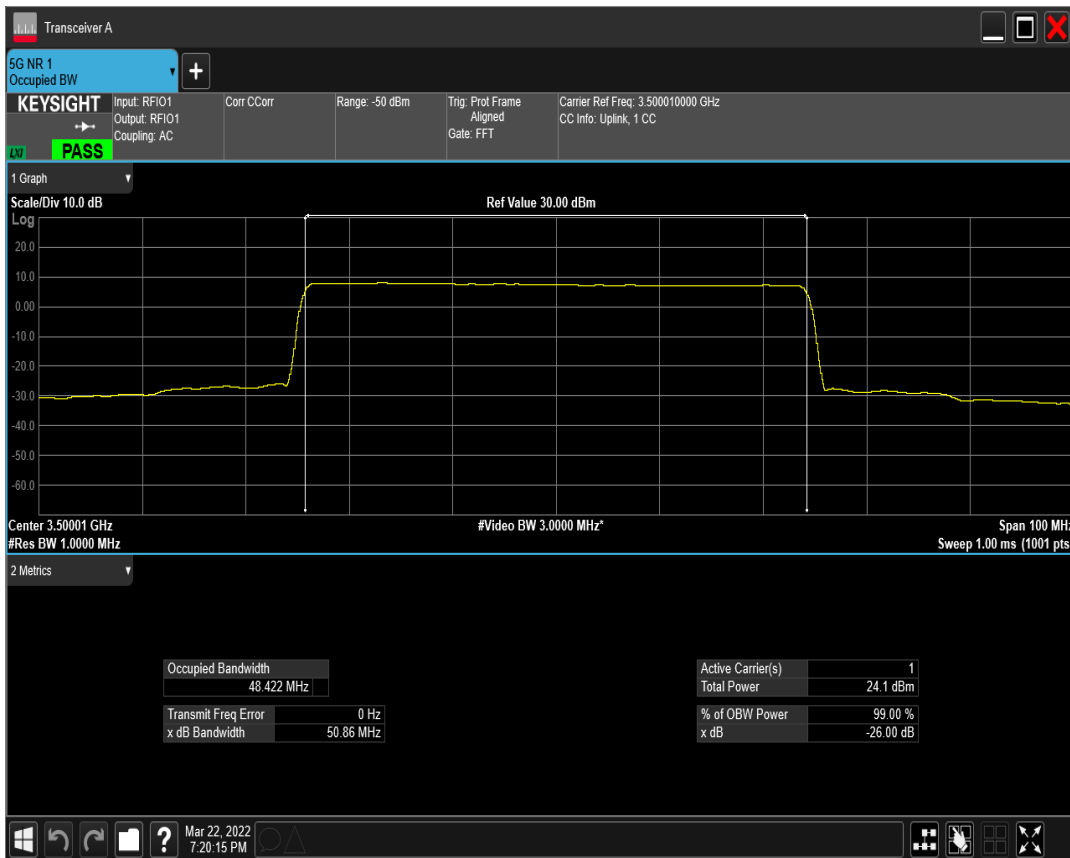 Transceiver A
5G NR 1
Occupied BW
+
KEYSIGHT
Input: RFIO1
Output: RFIO1
Coupling: AC
LXI
PASS
Corr CCorr
Range: -50 dBm
Trig: Prot Frame
Aligned
Gate: FFT
Carrier Ref Freq: 3.500010000 GHz
CC Info: Uplink, 1 CC
1 Graph
Scale/Div 10.0 dB
Ref Value 30.00 dBm
Log
20.0
10.0
0.00
-10.0
-20.0
-30.0
-40.0
-50.0
-60.0
Center 3.50001 GHz
#Video BW 3.0000 MHz*
Span 100 MHz
#Res BW 1.0000 MHz
Sweep 1.00 ms (1001 pts
2 Metrics
Occupied Bandwidth
48.422 MHz
Transmit Freq Error 0 Hz
x dB Bandwidth 50.86 MHz
Active Carrier(s) 1
Total Power 24.1 dBm
% of OBW Power 99.00 %
x dB -26.00 dB
?
Mar 22, 2022
7:20:15 PM